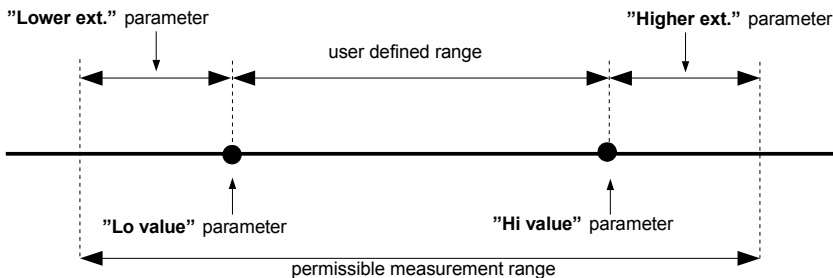 ”Lower ext.” parameter
”Higher ext.” parameter
user defined range
”Lo value” parameter
”Hi value” parameter
permissible measurement range